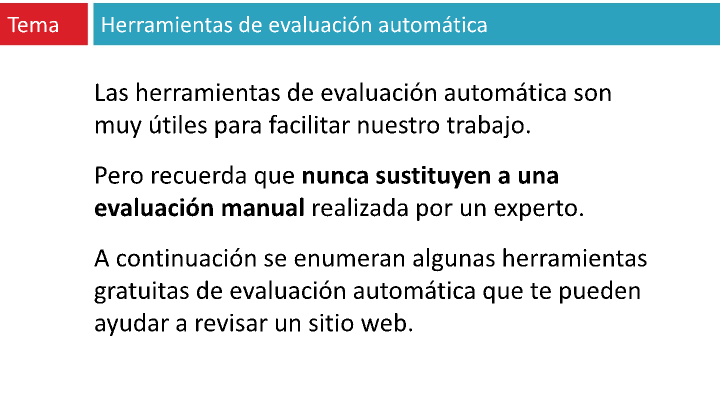 Tema
Herramientas de evaluación automática
Las herramientas de evaluación automática son
muy útiles para facilitar nuestro trabajo.
Pero recuerda que nunca sustituyen a una
evaluación manual realizada por un experto.
A continuación se enumeran algunas herramientas
gratuitas de evaluación automática que te pueden
ayudar a revisar un sitio web.